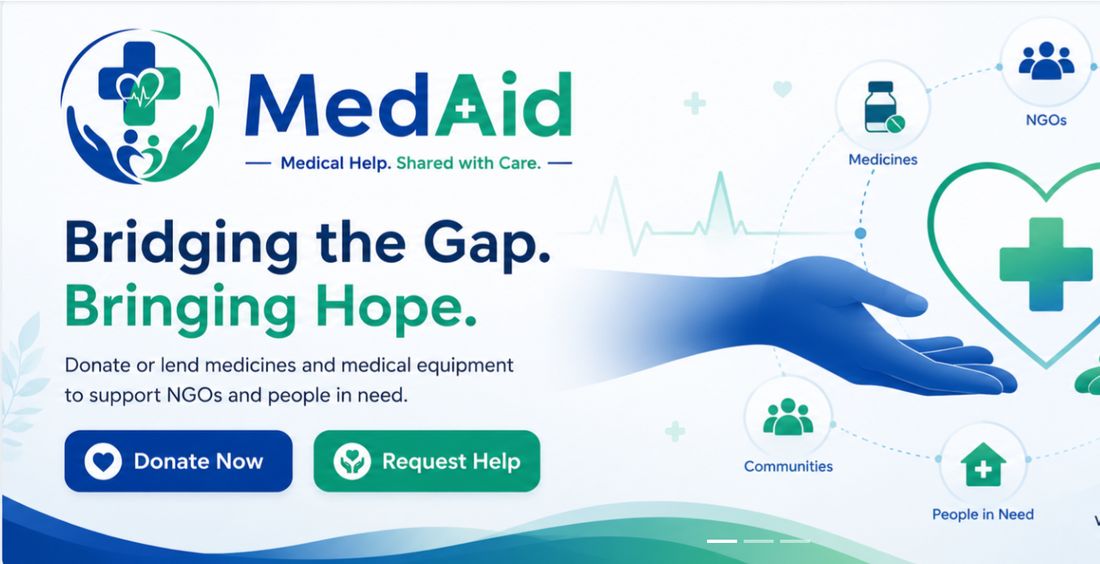 MedAid
Medical Help. Shared with Care.
Bridging the Gap.
Bringing Hope.
Donate or lend medicines and medical equipment
to support NGOs and people in need.
Donate Now
Request Help
Medicines
NGOs
Communities
People in Need